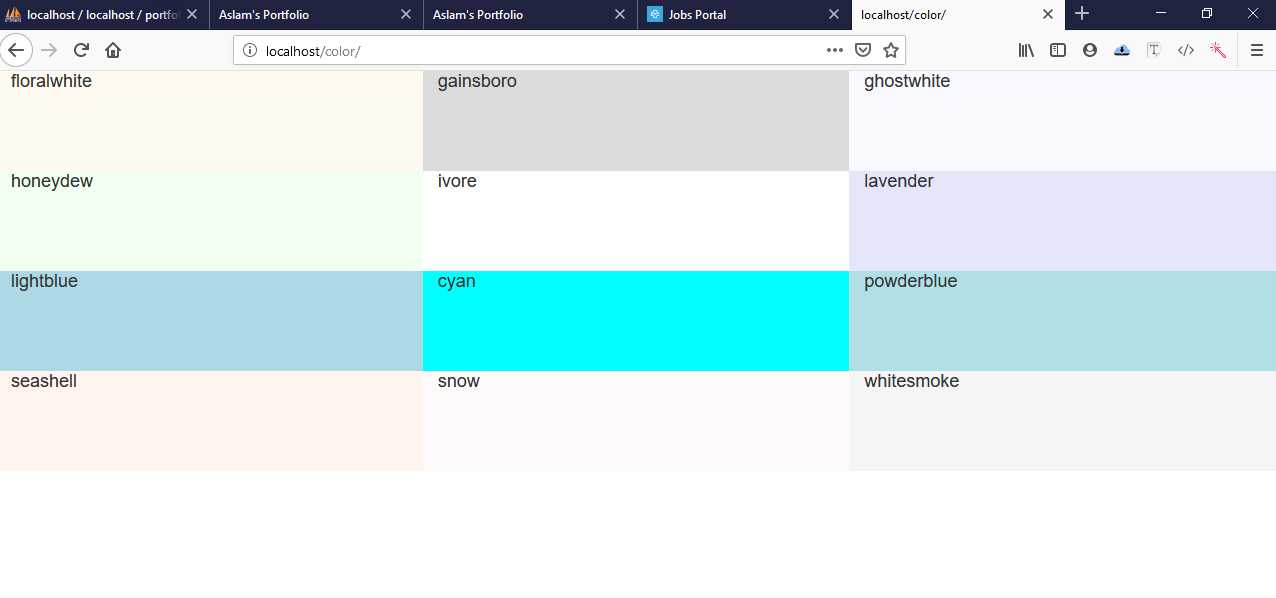 localhost / localhost / portfo
Aslam's Portfolio
Aslam's Portfolio
Jobs Portal
localhost/color/
localhost/color/
floralwhite
gainsboro
ghostwhite
honeydew
ivore
lavender
lightblue
cyan
powderblue
seashell
snow
whitesmoke